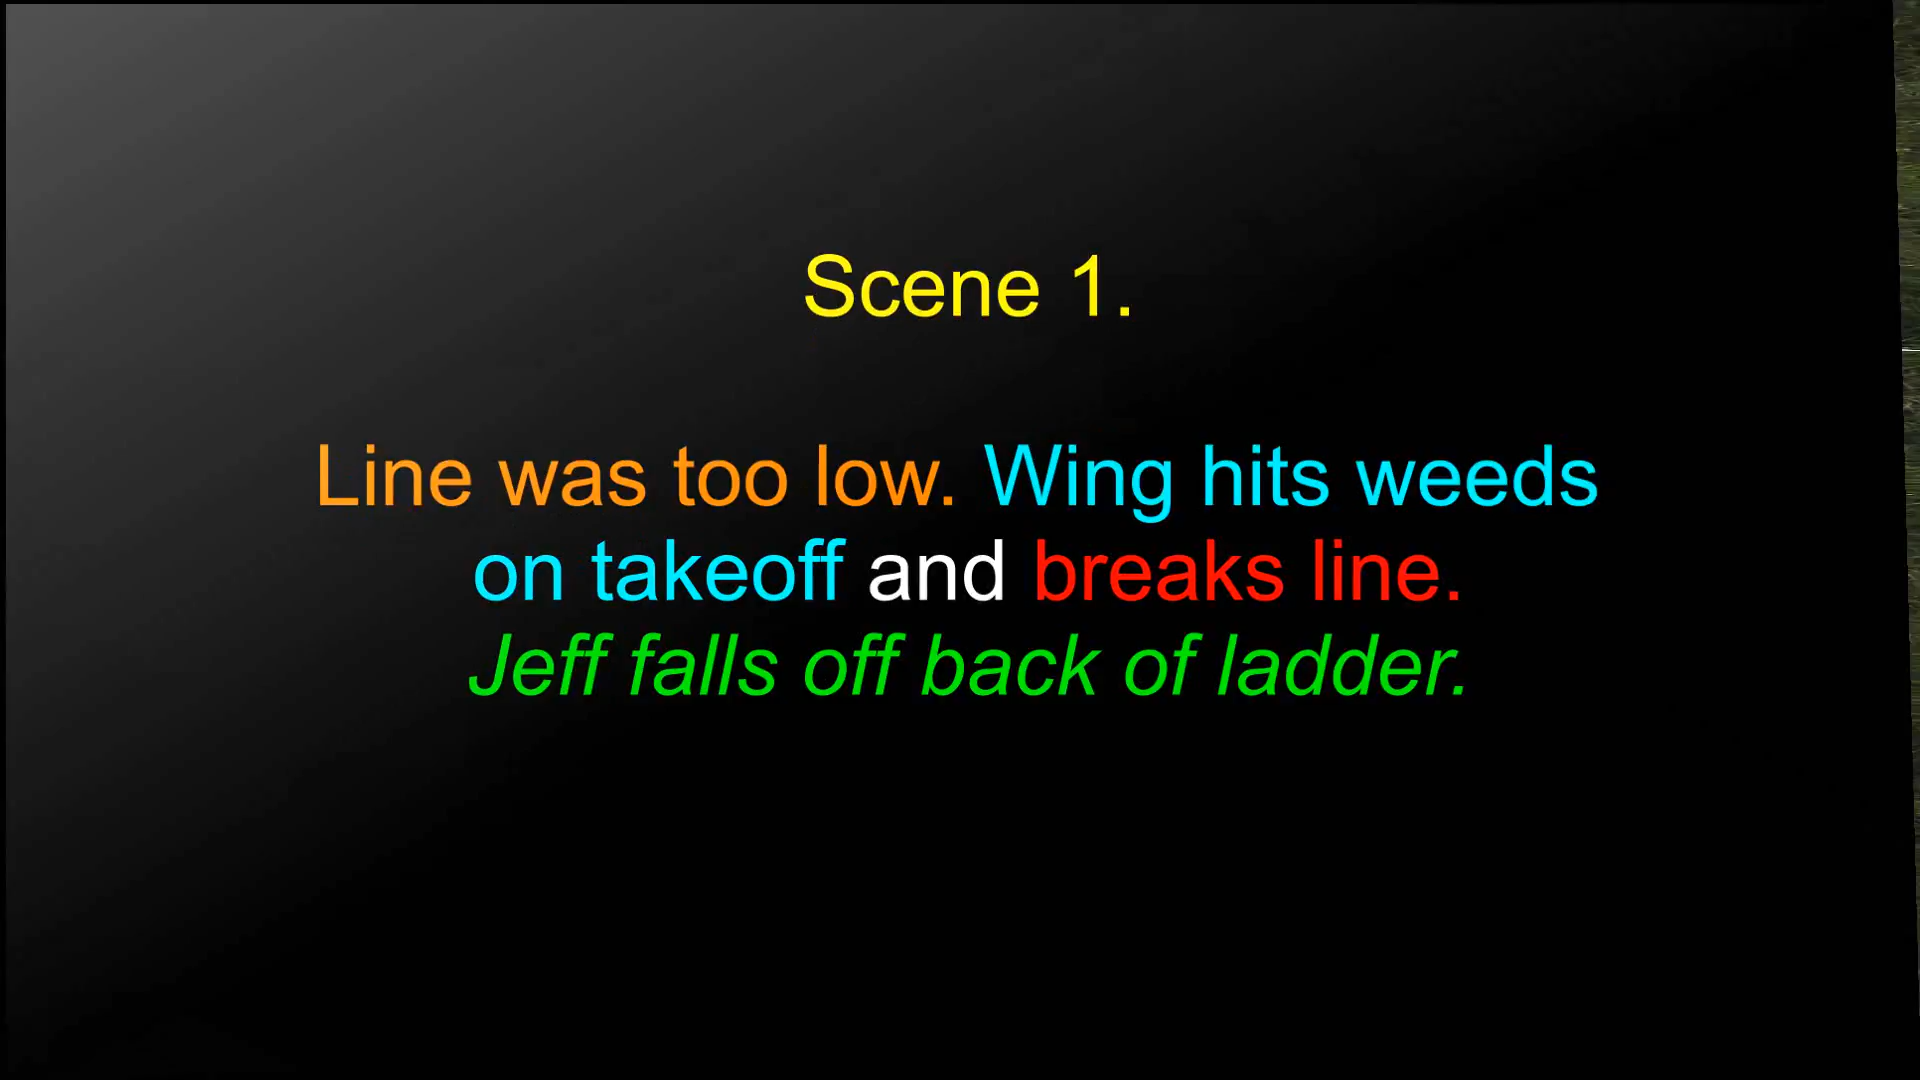 Scene 1.
Line was too low. Wing hits weeds
on takeoff and breaks line.
Jeff falls off back of ladder.